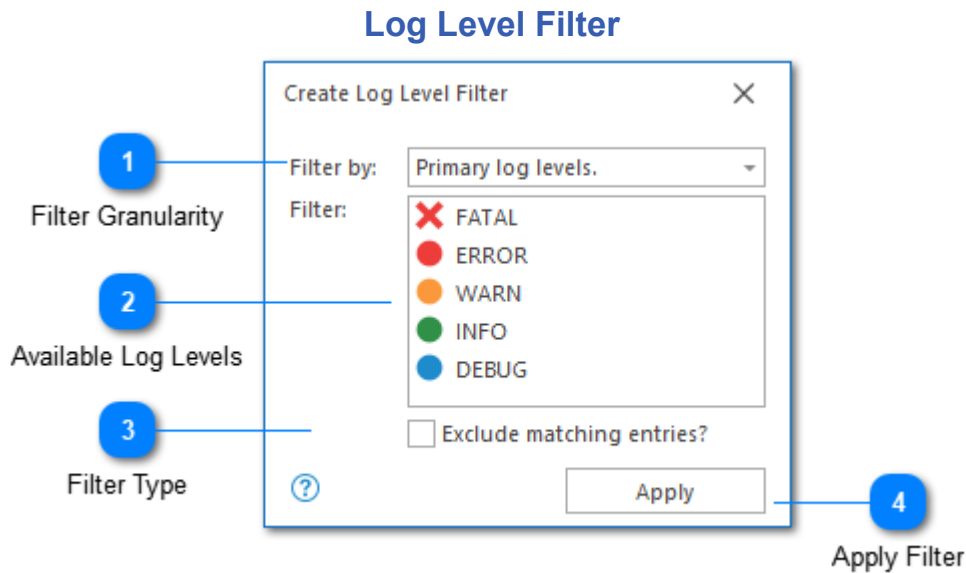 Log Level Filter
Create Log Level Filter
1
Filter Granularity
Filter by:
Primary log levels.
Filter:
FATAL
ERROR
WARN
INFO
DEBUG
2
Available Log Levels
3
Filter Type
Exclude matching entries?
?
Apply
4
Apply Filter